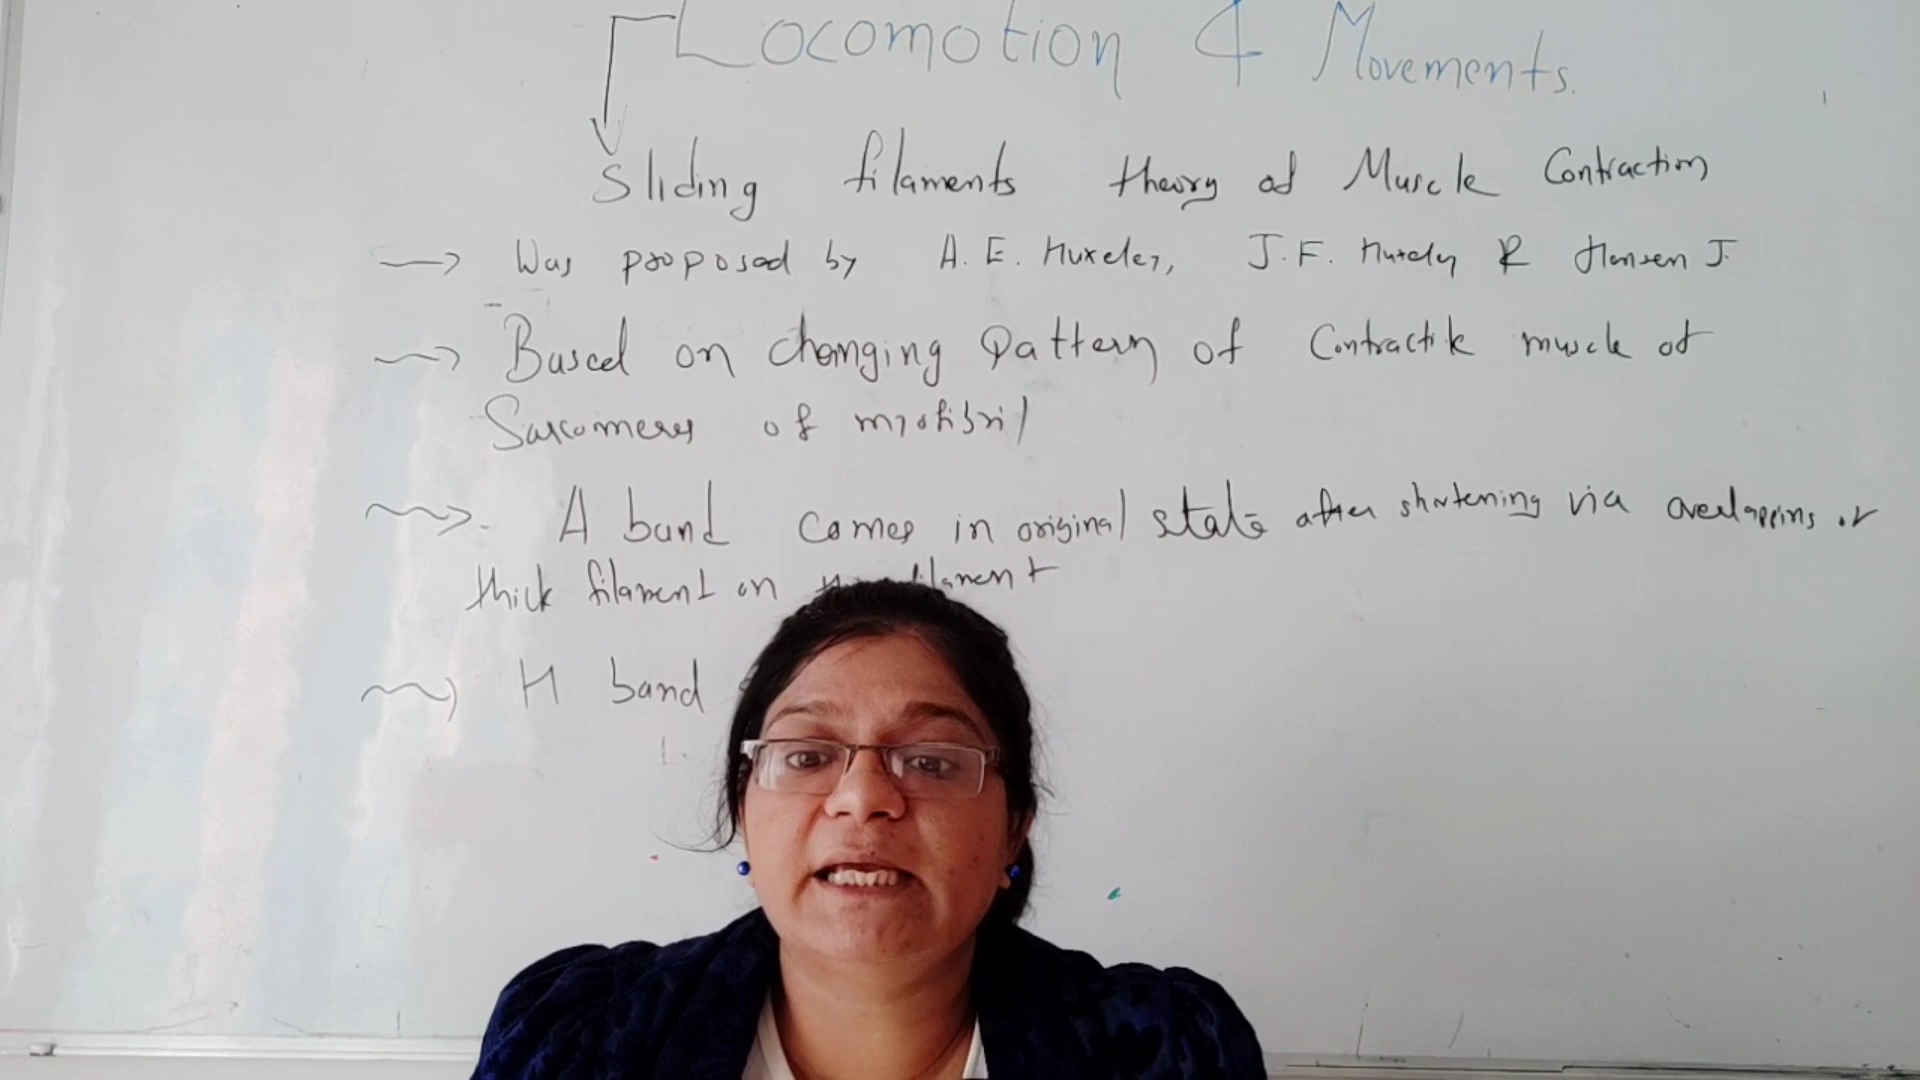 Locomotion & Movements.
Sliding filaments theory of Muscle Contraction
Was proposed by A. E. Huxeley, J. F. Huxely & Hensen J.
Based on changing Pattern of Contractile muscle of
Sarcomeres of myofibril
A band comes in original state after shortening via overlapping of
thick filament on filament
H band